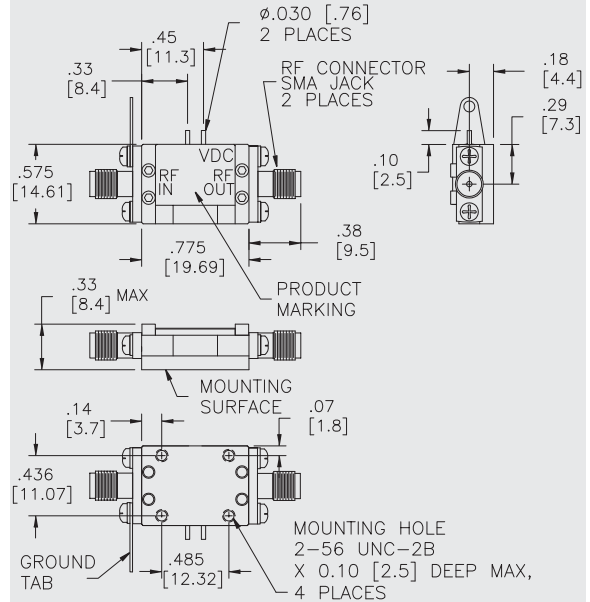 ø.030 [.76]
2 PLACES
.45
[11.3]
.33
[8.4]
RF CONNECTOR
SMA JACK
2 PLACES
.18
[4.4]
.29
[7.3]
.10
[2.5]
.575
[14.61]
VDC
RF
IN
RF
OUT
.775
[19.69]
.38
[9.5]
PRODUCT
MARKING
.33
[8.4] MAX
MOUNTING
SURFACE
.14
[3.7]
.07
[1.8]
.436
[11.07]
GROUND
TAB
.485
[12.32]
MOUNTING HOLE
2-56 UNC-2B
X 0.10 [2.5] DEEP MAX,
4 PLACES